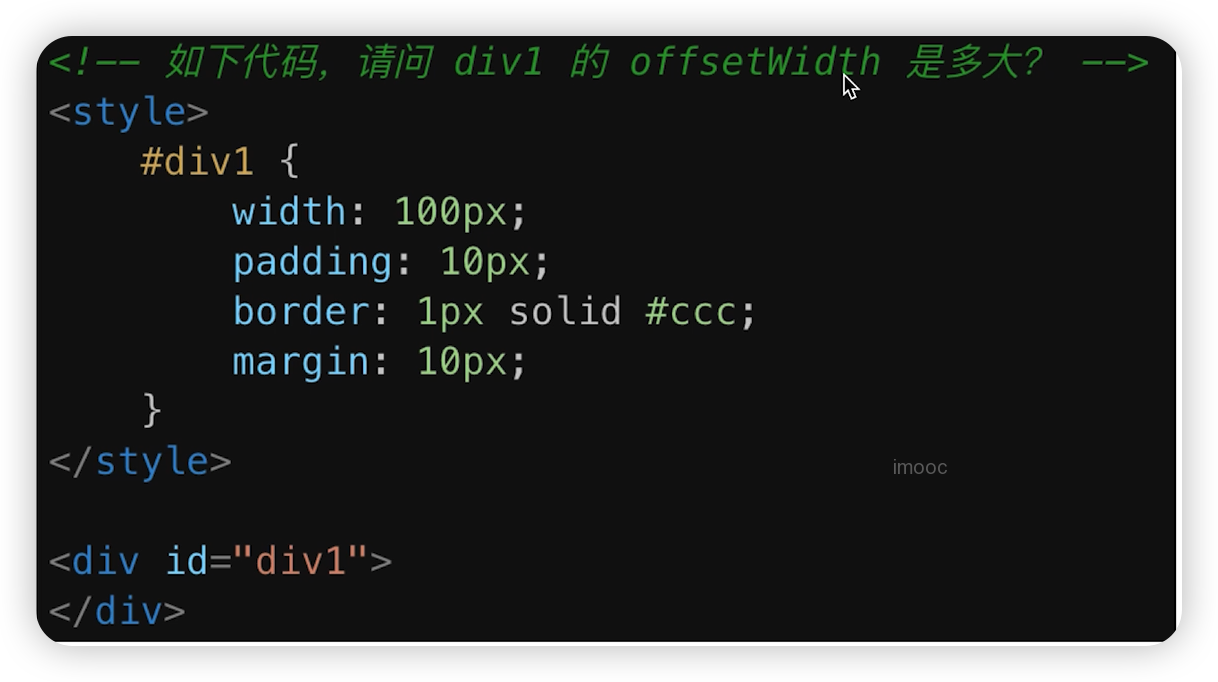 <!-- 如下代码, 请问 div1 的 offsetWidth 是多大？ -->
<style>
    #div1 {
        width: 100px;
        padding: 10px;
        border: 1px solid #ccc;
        margin: 10px;
    }
</style>
imooc
<div id="div1">
</div>